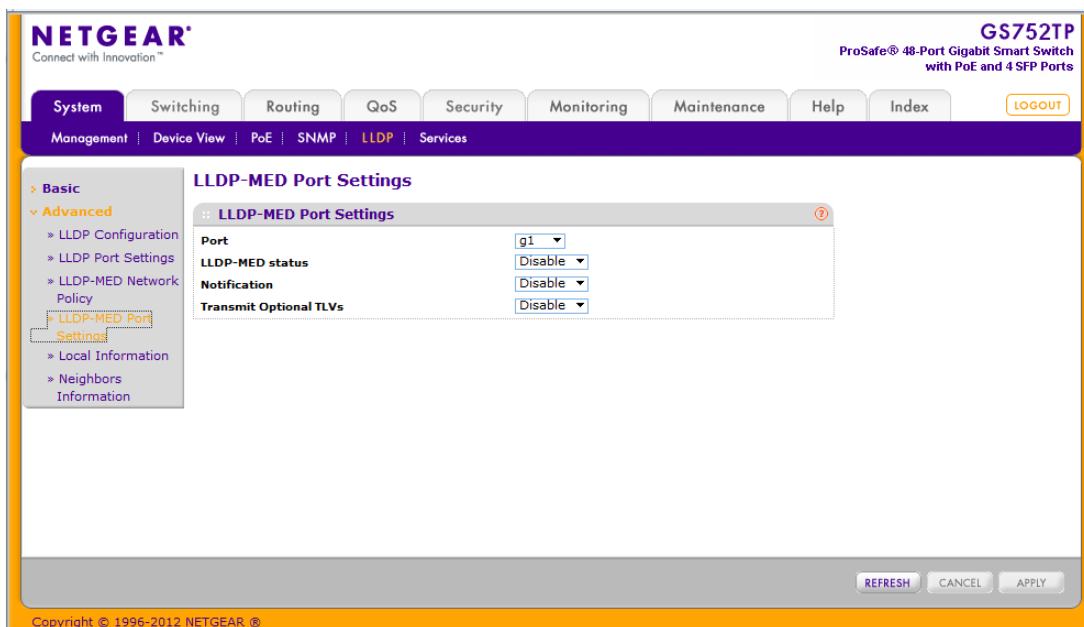 NETGEAR®
Connect with Innovation™
GS752TP
ProSafe® 48-Port Gigabit Smart Switch
with PoE and 4 SFP Ports
System Switching Routing QoS Security Monitoring Maintenance Help Index LOGOUT
Management Device View PoE SNMP LLDP Services
Basic
Advanced
» LLDP Configuration
» LLDP Port Settings
» LLDP-MED Network
Policy
» LLDP-MED Port
Settings
» Local Information
» Neighbors
Information
LLDP-MED Port Settings
LLDP-MED Port Settings ?
Port g1
LLDP-MED status Disable
Notification Disable
Transmit Optional TLVs Disable
REFRESH CANCEL APPLY
Copyright © 1996-2012 NETGEAR ®